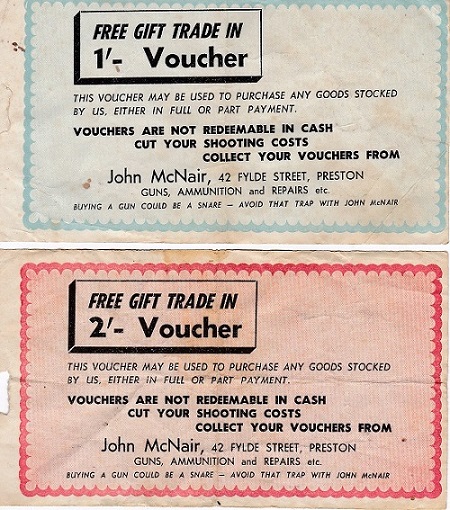 FREE GIFT TRADE IN
1'- Voucher
THIS VOUCHER MAY BE USED TO PURCHASE ANY GOODS STOCKED
BY US, EITHER IN FULL OR PART PAYMENT.
VOUCHERS ARE NOT REDEEMABLE IN CASH
CUT YOUR SHOOTING COSTS
COLLECT YOUR VOUCHERS FROM
John McNair, 42 FYLDE STREET, PRESTON
GUNS, AMMUNITION and REPAIRS etc.
BUYING A GUN COULD BE A SNARE — AVOID THAT TRAP WITH JOHN McNAIR
FREE GIFT TRADE IN
2'- Voucher
THIS VOUCHER MAY BE USED TO PURCHASE ANY GOODS STOCKED
BY US, EITHER IN FULL OR PART PAYMENT.
VOUCHERS ARE NOT REDEEMABLE IN CASH
CUT YOUR SHOOTING COSTS
COLLECT YOUR VOUCHERS FROM
John McNair, 42 FYLDE STREET, PRESTON
GUNS, AMMUNITION and REPAIRS etc.
BUYING A GUN COULD BE A SNARE — AVOID THAT TRAP WITH JOHN McNAIR